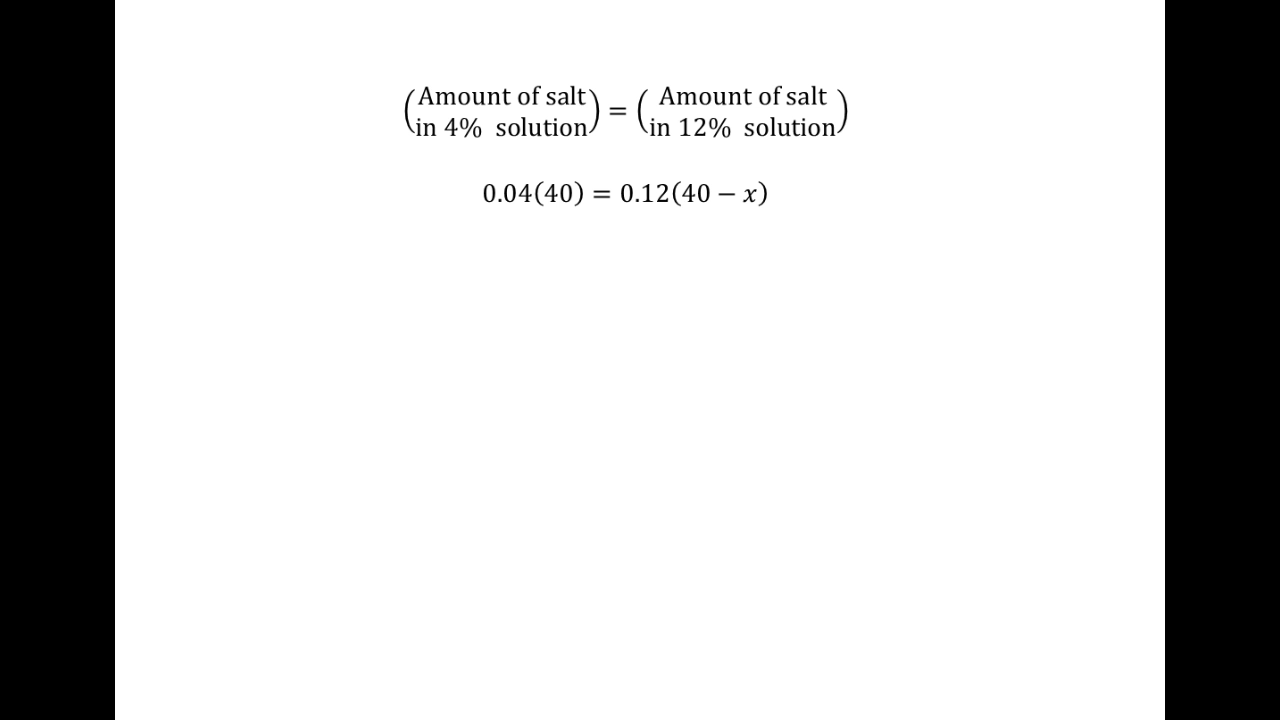 (Amount of salt in 4%  solution) = (Amount of salt in 12%  solution)
0.04(40) = 0.12(40 − x)